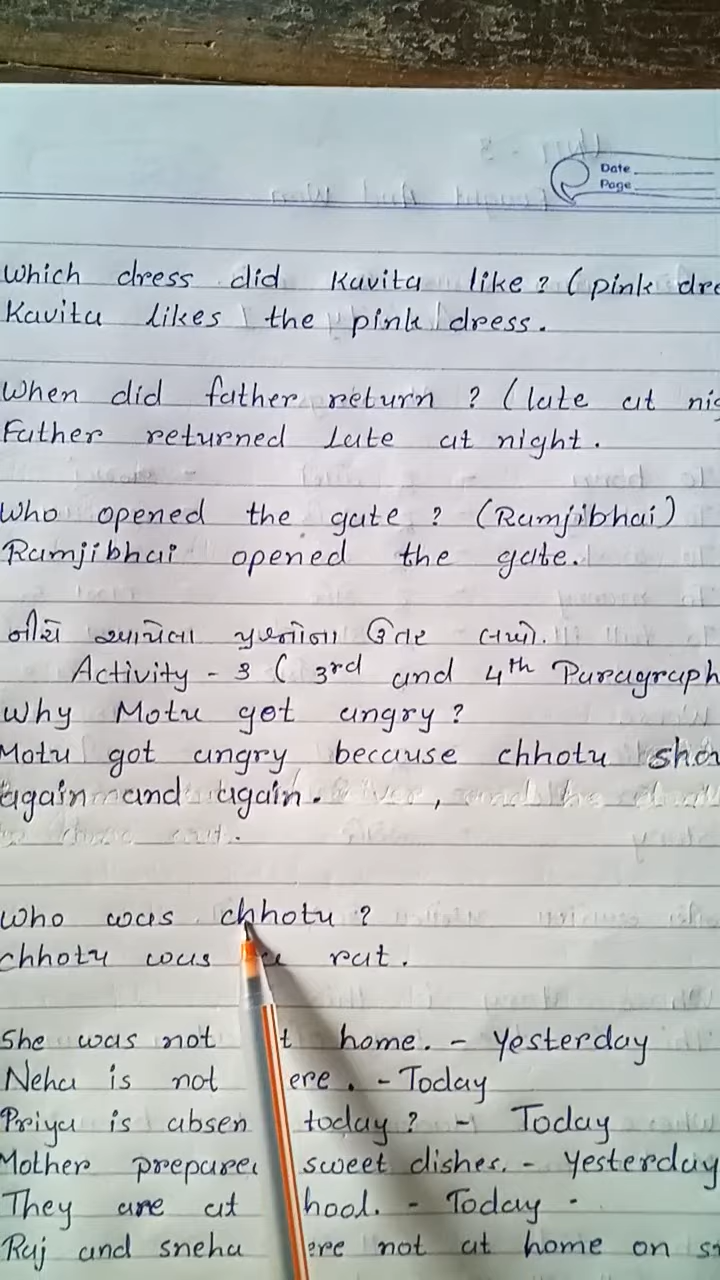 Date
Page
Which dress did Kavita like? (pink
Kavita likes the pink dress.
When did father return? (late at
Father returned late at night.
Who opened the gate? (Ramjibhai)
Ramjibhai opened the gate.
નીચે આપેલા પ્રશ્નોના ઉત્તર લખો.
Activity - 3 ( 3rd and 4th Paragraph
Why Motu got angry?
Motu got angry because chhotu
again and again.
Who was chhotu?
chhotu was a rat.
She was not home. - Yesterday
Neha is not . - Today
Priya is today? - Today
Mother sweet dishes. - Yesterday
They are at - Today
Raj and sneha not at home on